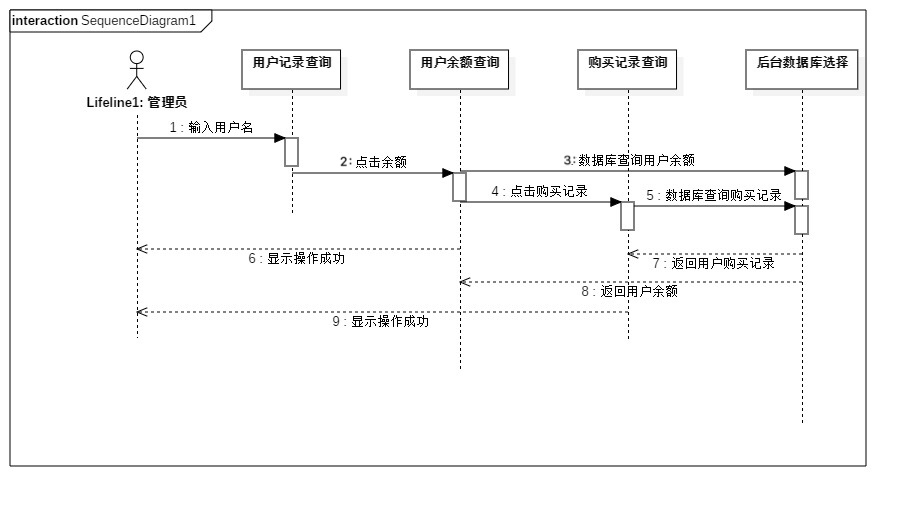 interaction SequenceDiagram1
用户记录查询
用户余额查询
购买记录查询
后台数据库选择
Lifeline1: 管理员
1 : 输入用户名
2: 点击余额
3: 数据库查询用户余额
4 : 点击购买记录
5 : 数据库查询购买记录
6 : 显示操作成功
7 : 返回用户购买记录
8 : 返回用户余额
9 : 显示操作成功